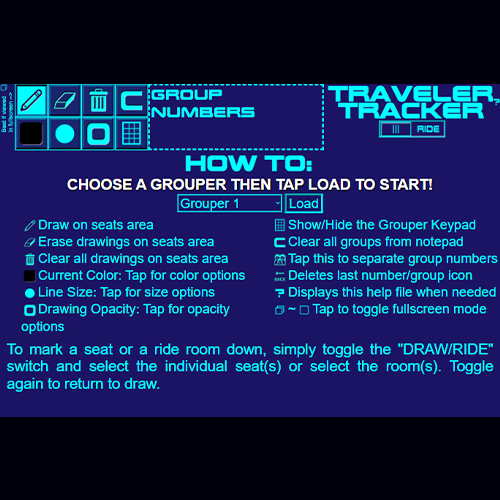 Best if viewed
in fullscreen -->
GROUP
NUMBERS
TRAVELER
TRACKER
?
RIDE
HOW TO:
CHOOSE A GROUPER THEN TAP LOAD TO START!
Grouper 1 Load
Draw on seats area
Erase drawings on seats area
Clear all drawings on seats area
Current Color: Tap for color options
Line Size: Tap for size options
Drawing Opacity: Tap for opacity
options
Show/Hide the Grouper Keypad
Clear all groups from notepad
Tap this to separate group numbers
Deletes last number/group icon
? Displays this help file when needed
~ Tap to toggle fullscreen mode
To mark a seat or a ride room down, simply toggle the "DRAW/RIDE"
switch and select the individual seat(s) or select the room(s). Toggle
again to return to draw.